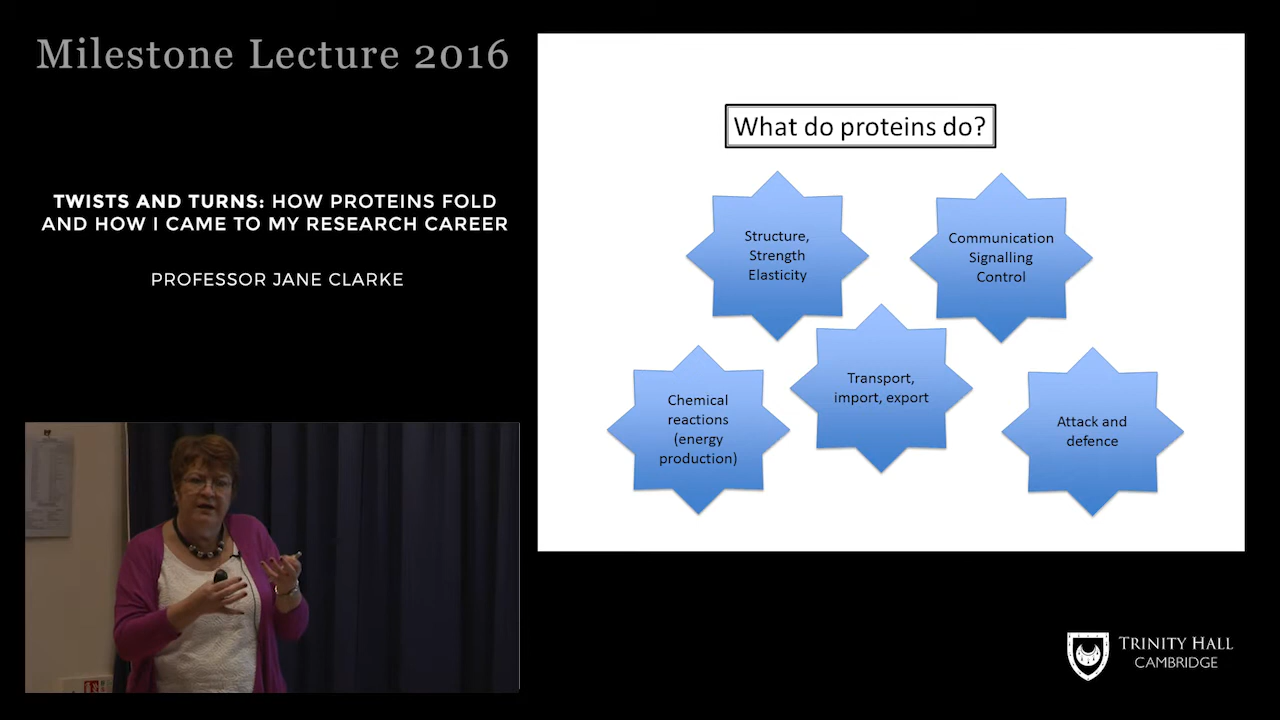 Milestone Lecture 2016
TWISTS AND TURNS: HOW PROTEINS FOLD
AND HOW I CAME TO MY RESEARCH CAREER
PROFESSOR JANE CLARKE
What do proteins do?
Structure,
Strength
Elasticity
Communication
Signalling
Control
Chemical
reactions
(energy
production)
Transport,
import, export
Attack and
defence
TRINITY HALL
CAMBRIDGE